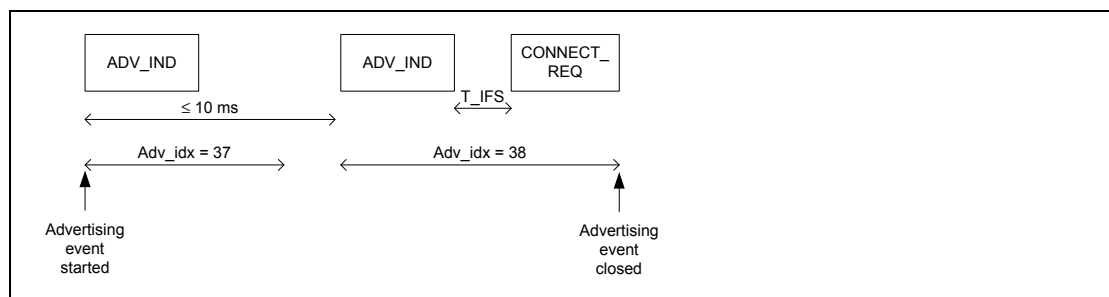 ADV_IND
ADV_IND
CONNECT_
REQ
T_IFS
≤ 10 ms
Adv_idx = 37
Adv_idx = 38
Advertising
event
started
Advertising
event
closed